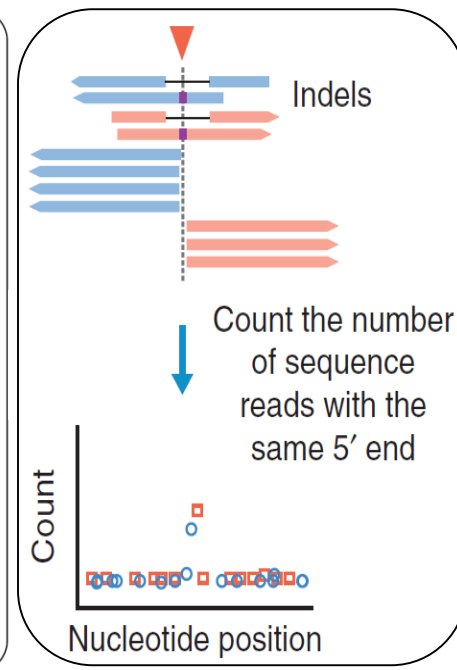 Indels
Count the number
of sequence
reads with the
same 5′ end
Count
Nucleotide position